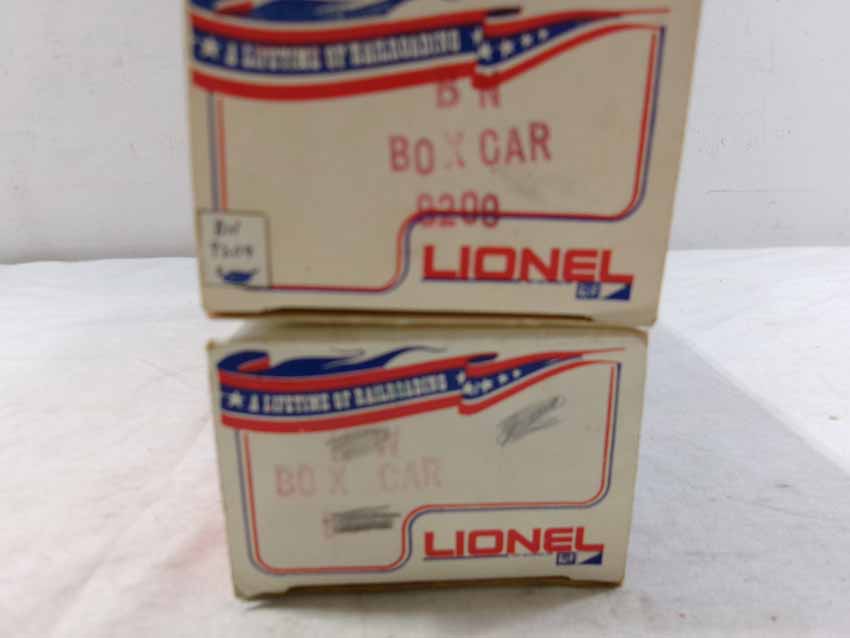 A LIFETIME OF RAILROADING
B N
BOX CAR
9200
BN
LIONEL
A LIFETIME OF RAILROADING
W
BOX CAR
LIONEL